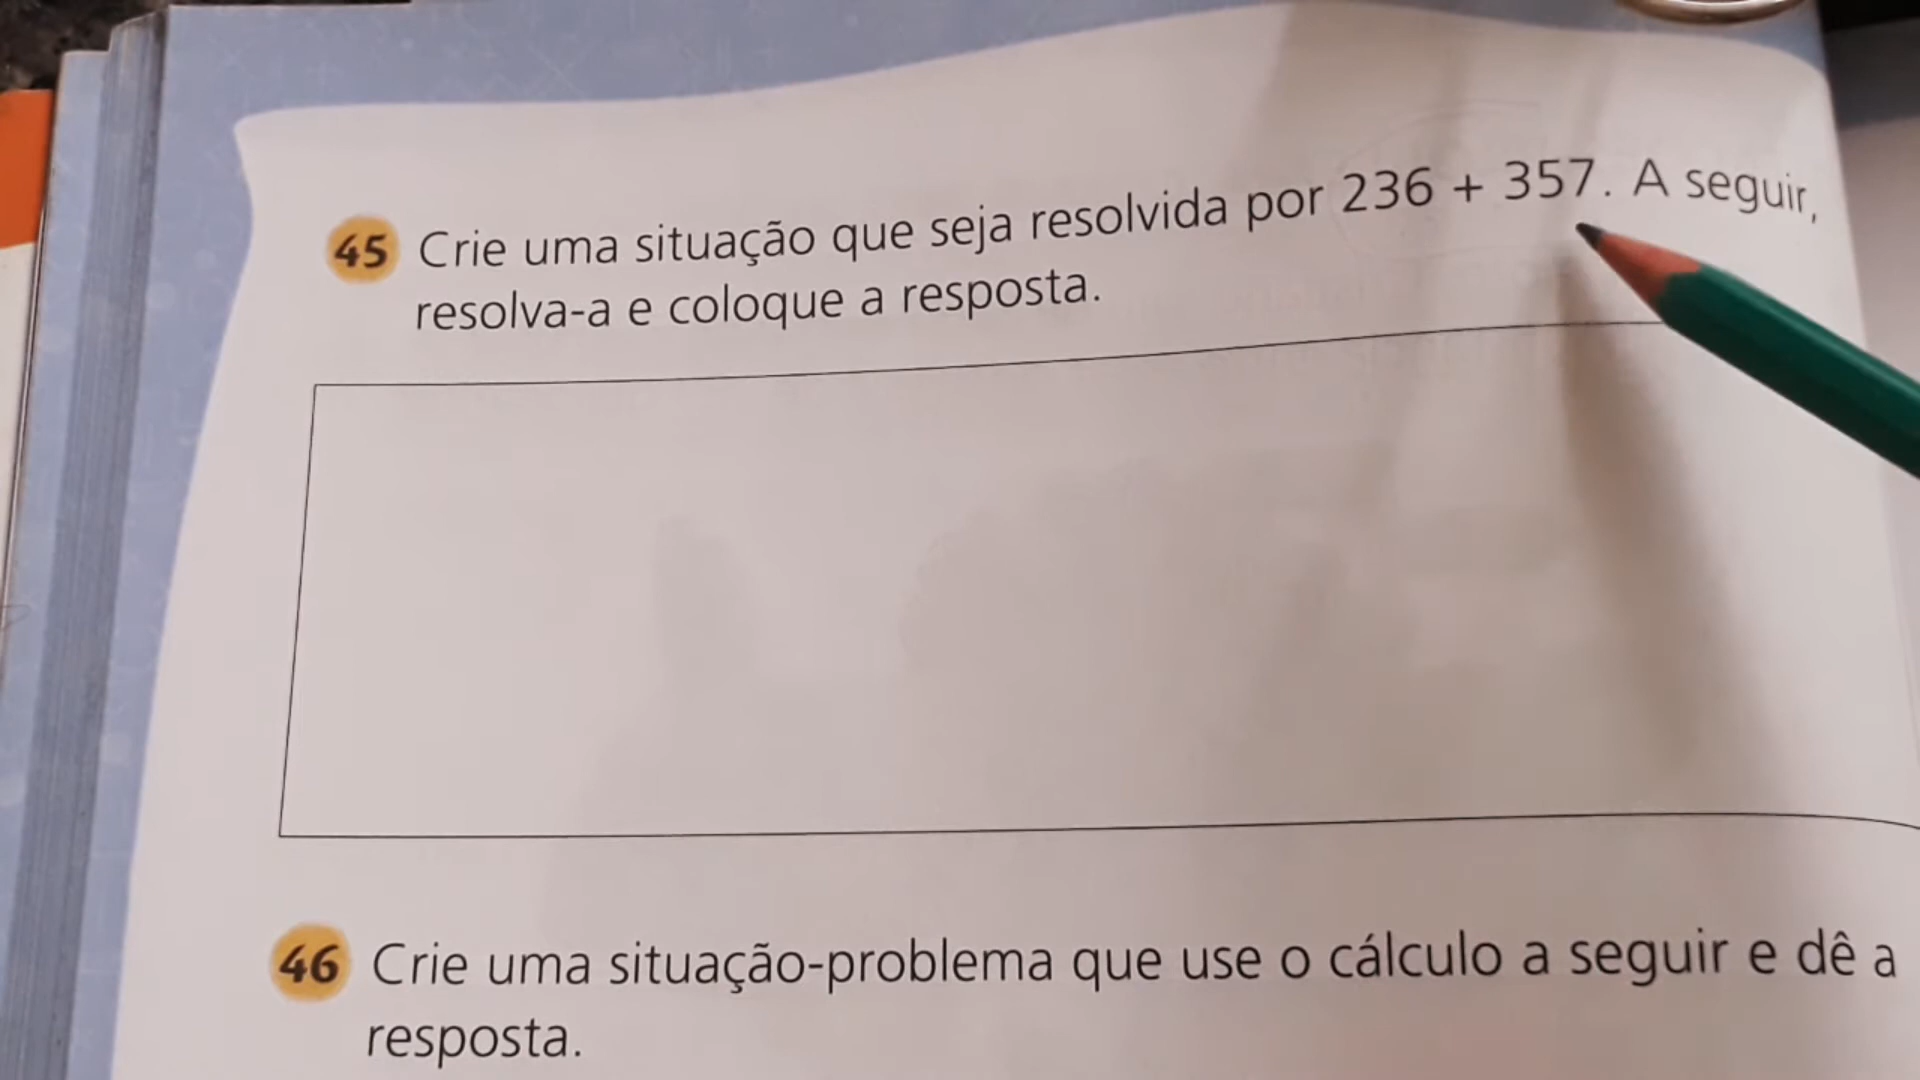 45 Crie uma situação que seja resolvida por 236 + 357. A seguir,
resolva-a e coloque a resposta.
46 Crie uma situação-problema que use o cálculo a seguir e dê a
resposta.